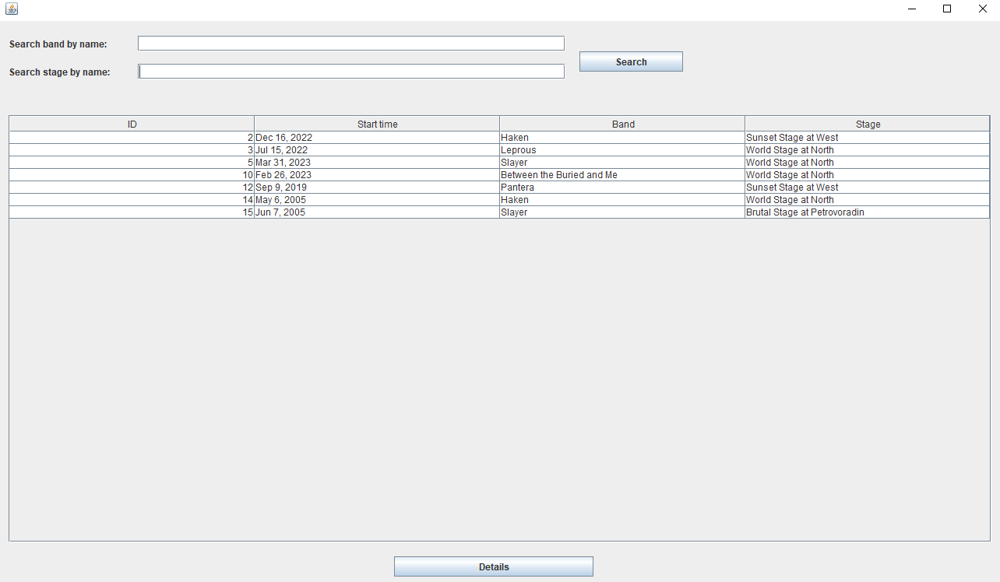 Search band by name:
Search stage by name:
Search
ID Start time Band Stage
2 Dec 16, 2022 Haken Sunset Stage at West
3 Jul 15, 2022 Leprous World Stage at North
5 Mar 31, 2023 Slayer World Stage at North
10 Feb 26, 2023 Between the Buried and Me World Stage at North
12 Sep 9, 2019 Pantera Sunset Stage at West
14 May 6, 2005 Haken World Stage at North
15 Jun 7, 2005 Slayer Brutal Stage at Petrovoradin
Details